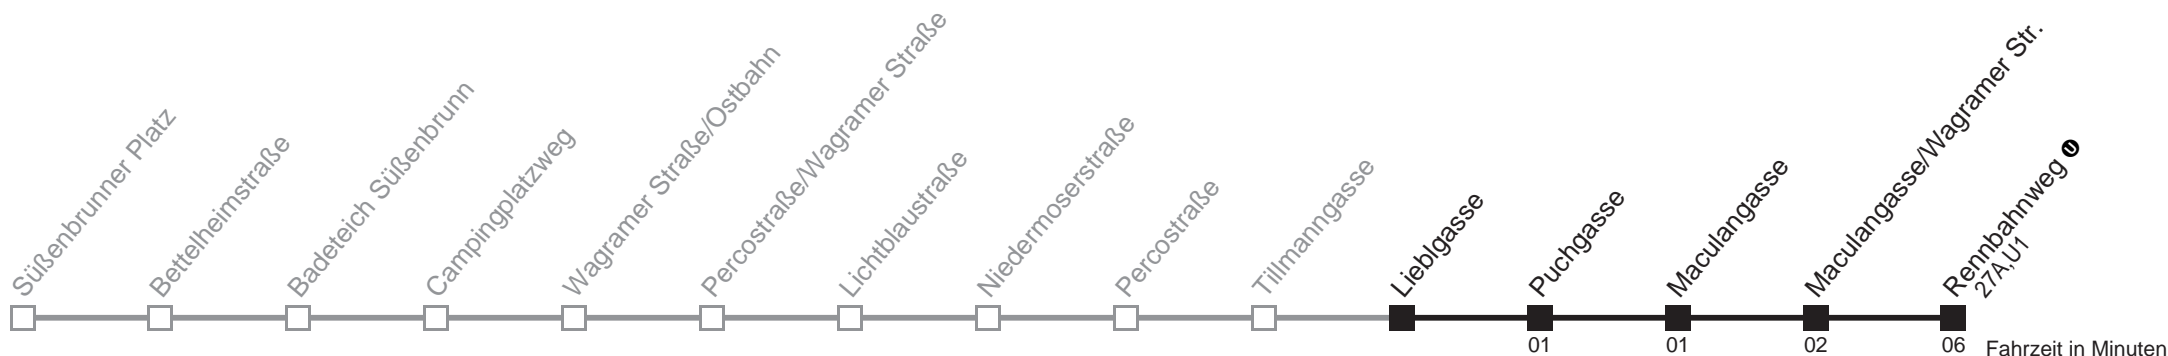 Süßenbrunner Platz
Bettelheimstraße
Badeteich Süßenbrunn
Campingplatzweg
Wagramer Straße/Ostbahn
Percostraße/Wagramer Straße
Lichtblaustraße
Niedermoserstraße
Percostraße
Tillmanngasse
Lieblgasse
Puchgasse
Maculangasse
Maculangasse/Wagramer Str.
Rennbahnweg U
27A,U1
01 01 02 06 Fahrzeit in Minuten